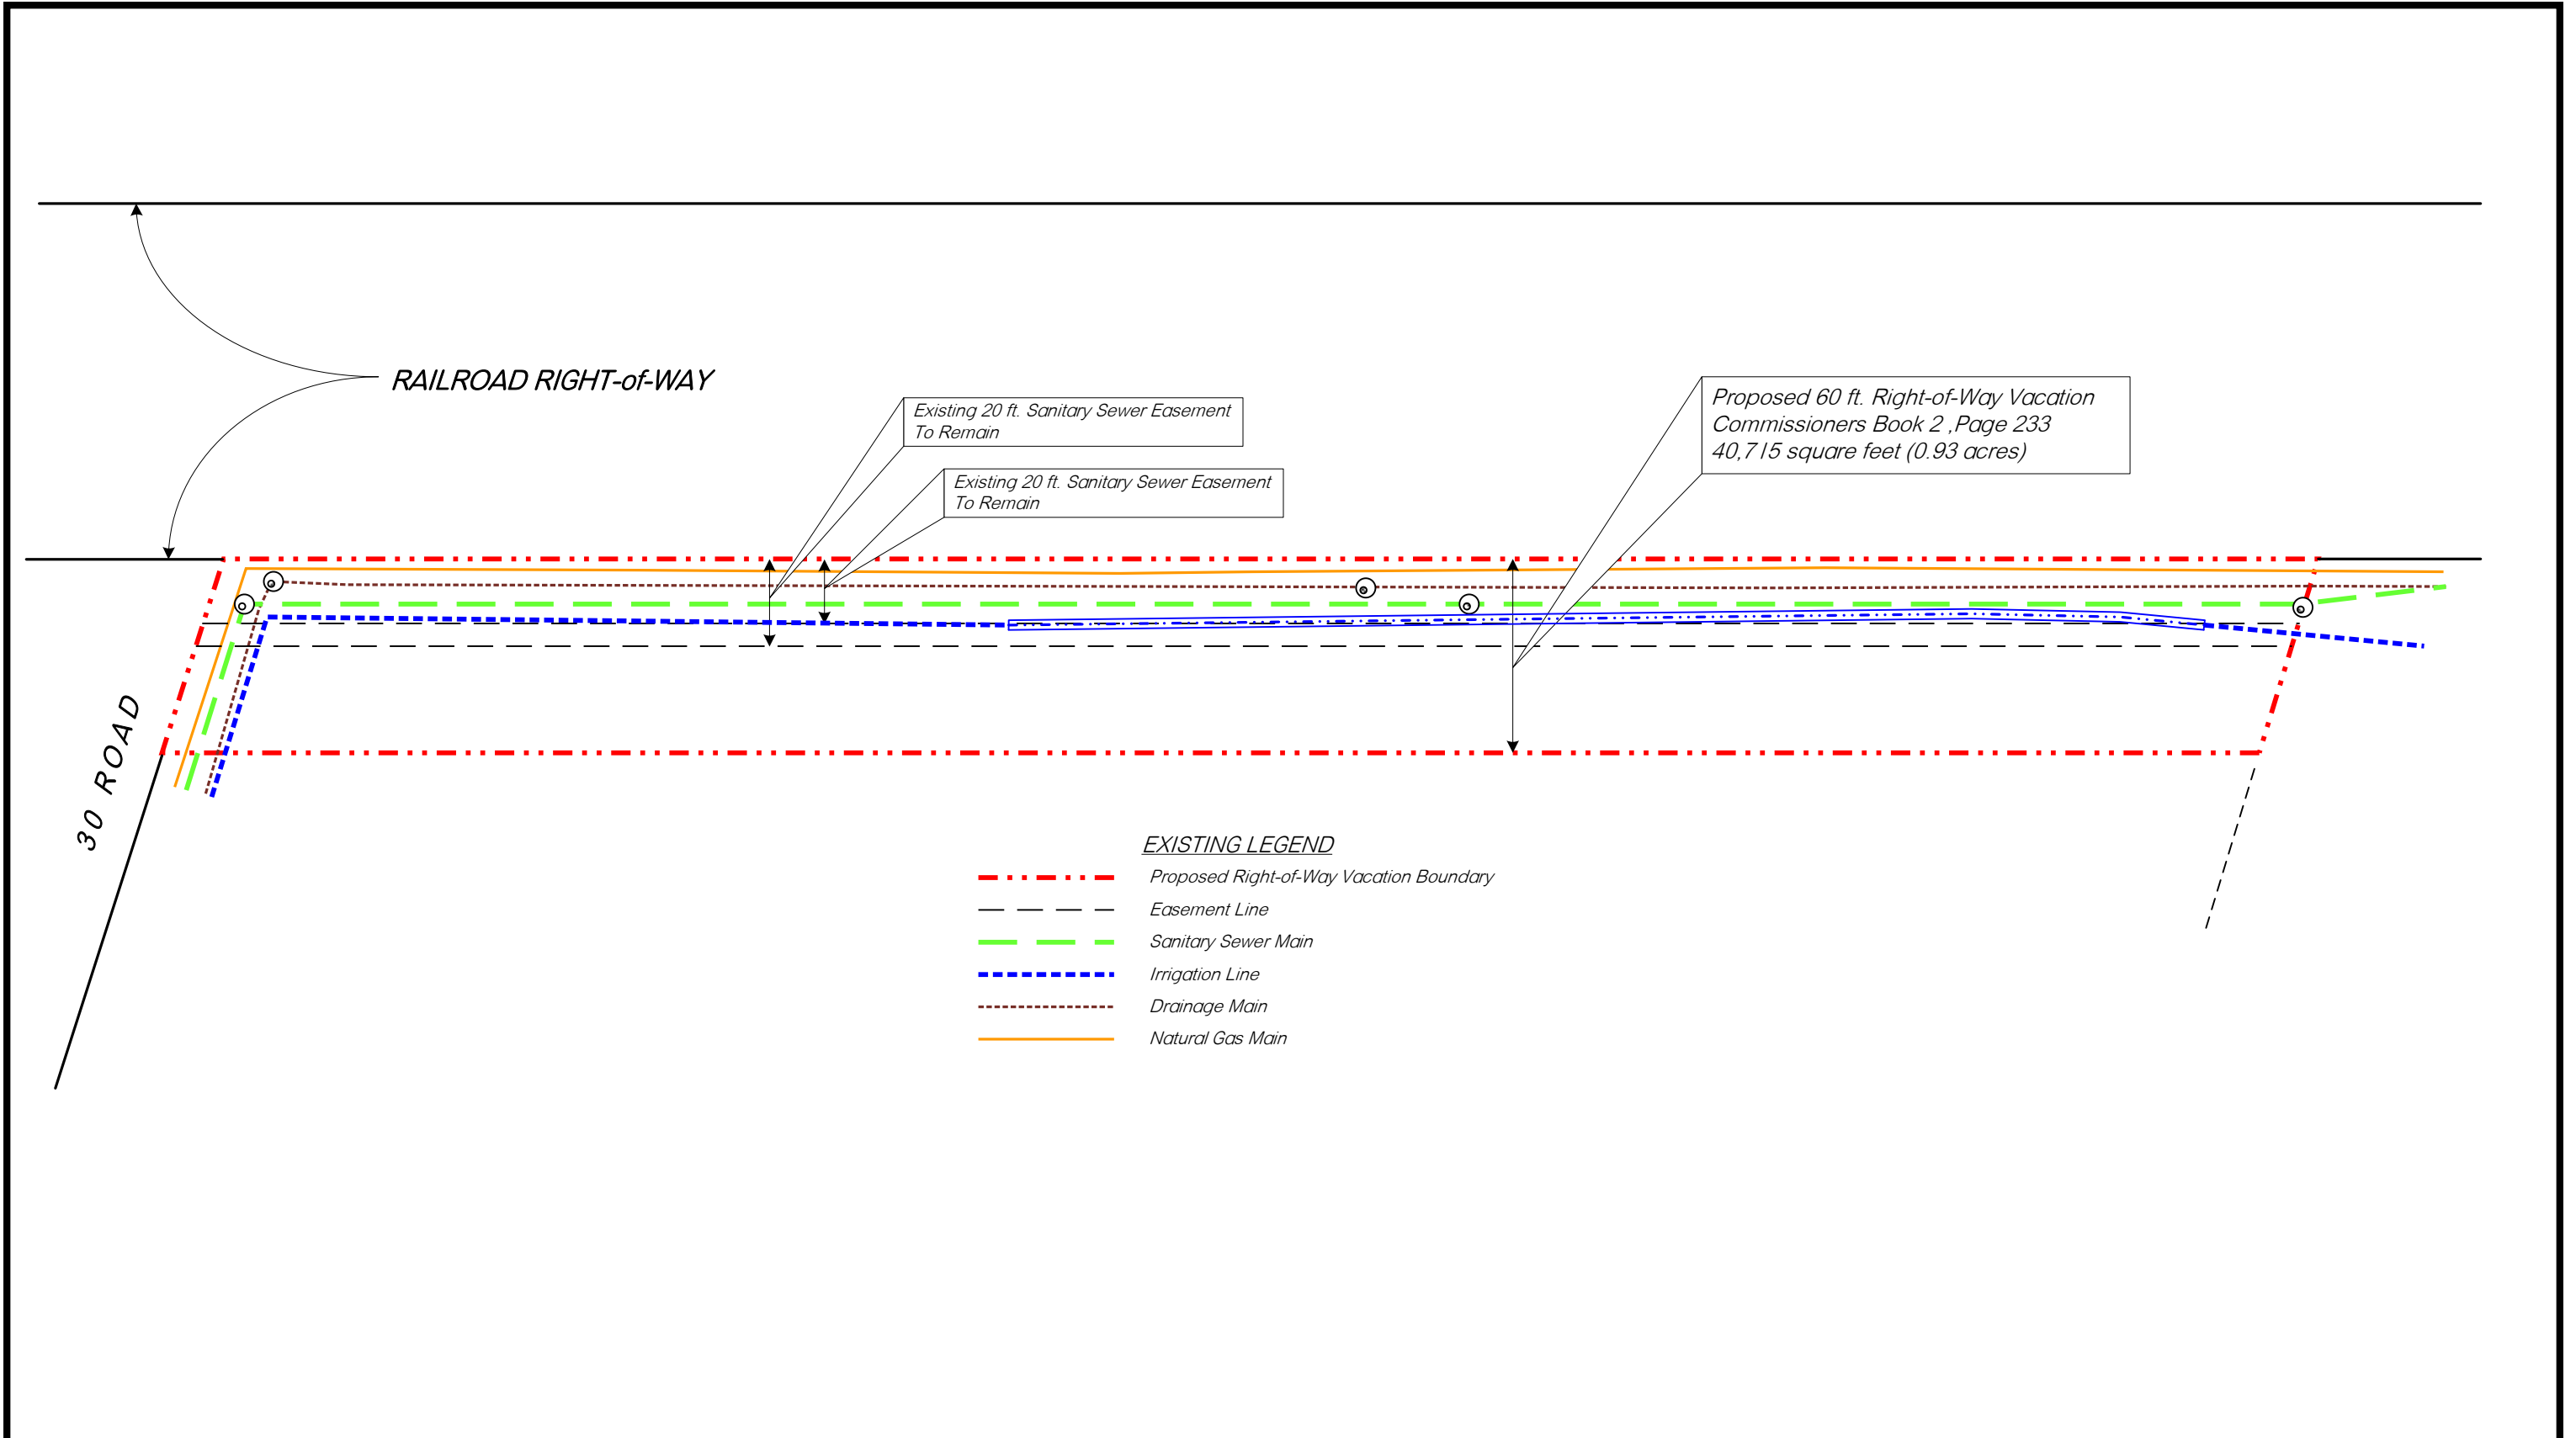 RAILROAD RIGHT-of-WAY
Existing 20 ft. Sanitary Sewer Easement
To Remain
Existing 20 ft. Sanitary Sewer Easement
To Remain
Proposed 60 ft. Right-of-Way Vacation
Commissioners Book 2 ,Page 233
40,715 square feet (0.93 acres)
30 ROAD
EXISTING LEGEND
Proposed Right-of-Way Vacation Boundary
Easement Line
Sanitary Sewer Main
Irrigation Line
Drainage Main
Natural Gas Main